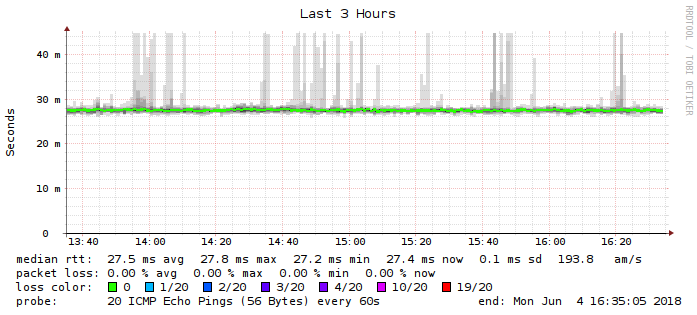 Last 3 Hours
RRDTOOL / TOBI OETIKER
Seconds
40 m
30 m
20 m
10 m
0
13:40 14:00 14:20 14:40 15:00 15:20 15:40 16:00 16:20
median rtt: 27.5 ms avg 27.8 ms max 27.2 ms min 27.4 ms now 0.1 ms sd 193.8 am/s
packet loss: 0.00 % avg 0.00 % max 0.00 % min 0.00 % now
loss color: 0 1/20 2/20 3/20 4/20 10/20 19/20
probe: 20 ICMP Echo Pings (56 Bytes) every 60s end: Mon Jun 4 16:35:05 2018